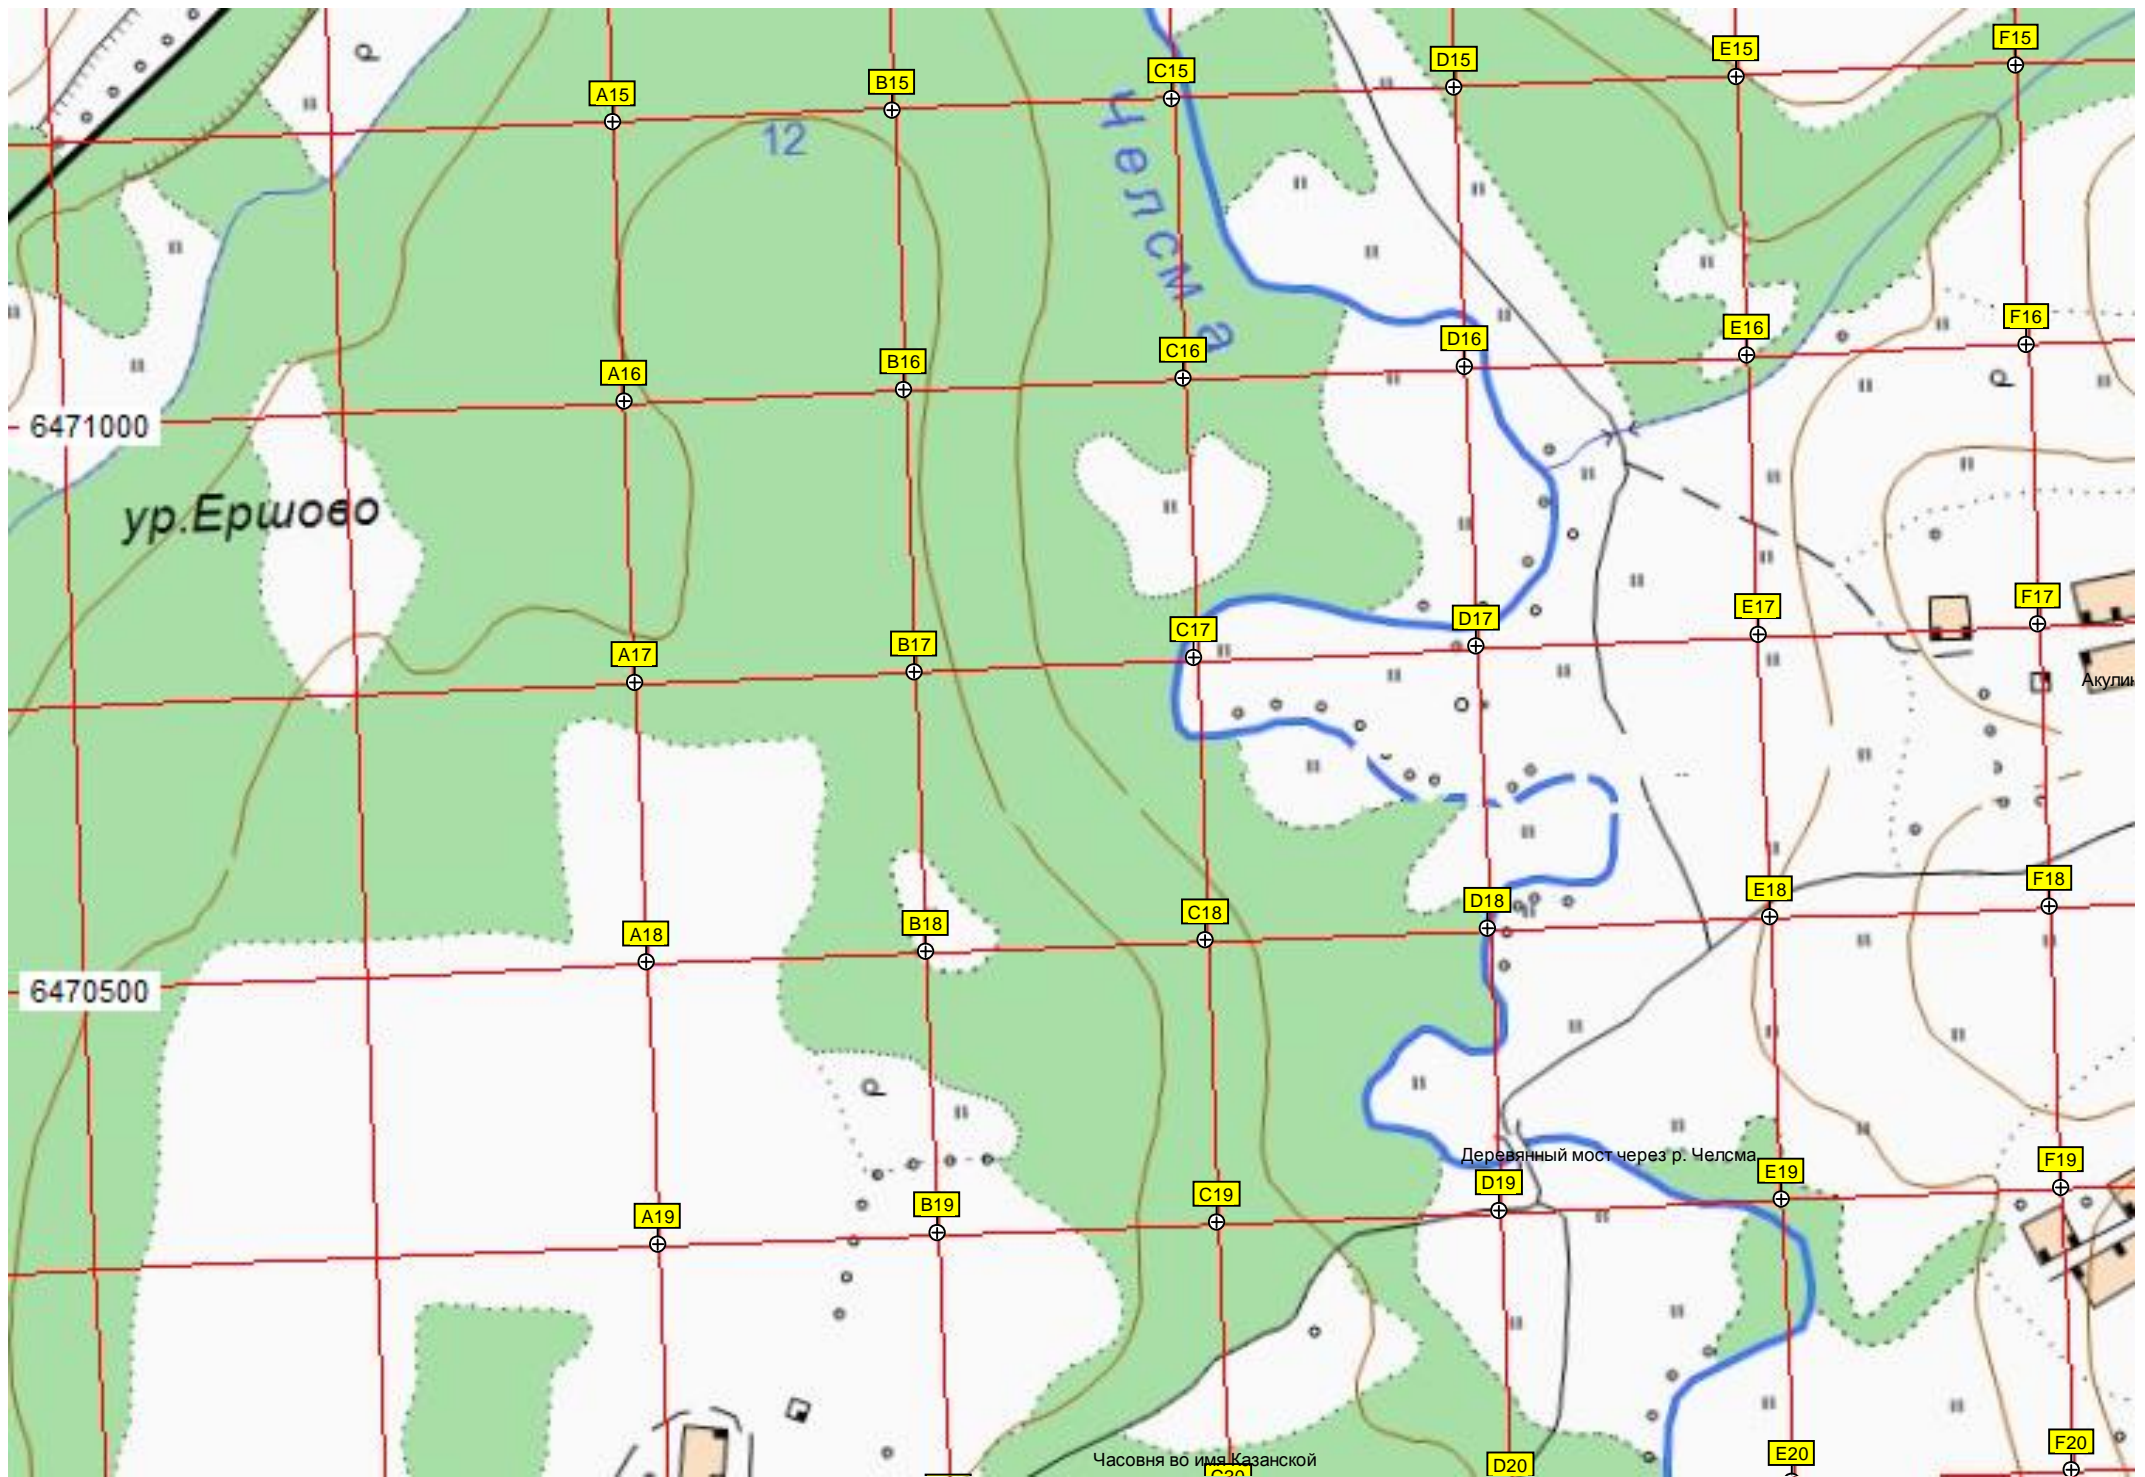 F15
E15
D15
C15
B15
A15
12
Челсма
F16
E16
D16
C16
B16
A16
6471000
ур.Ершово
F17
E17
D17
C17
B17
A17
F18
E18
D18
C18
B18
A18
6470500
Деревянный мост через р. Челсма
F19
E19
D19
C19
B19
A19
F20
E20
D20
Часовня во имя Казанской
C20